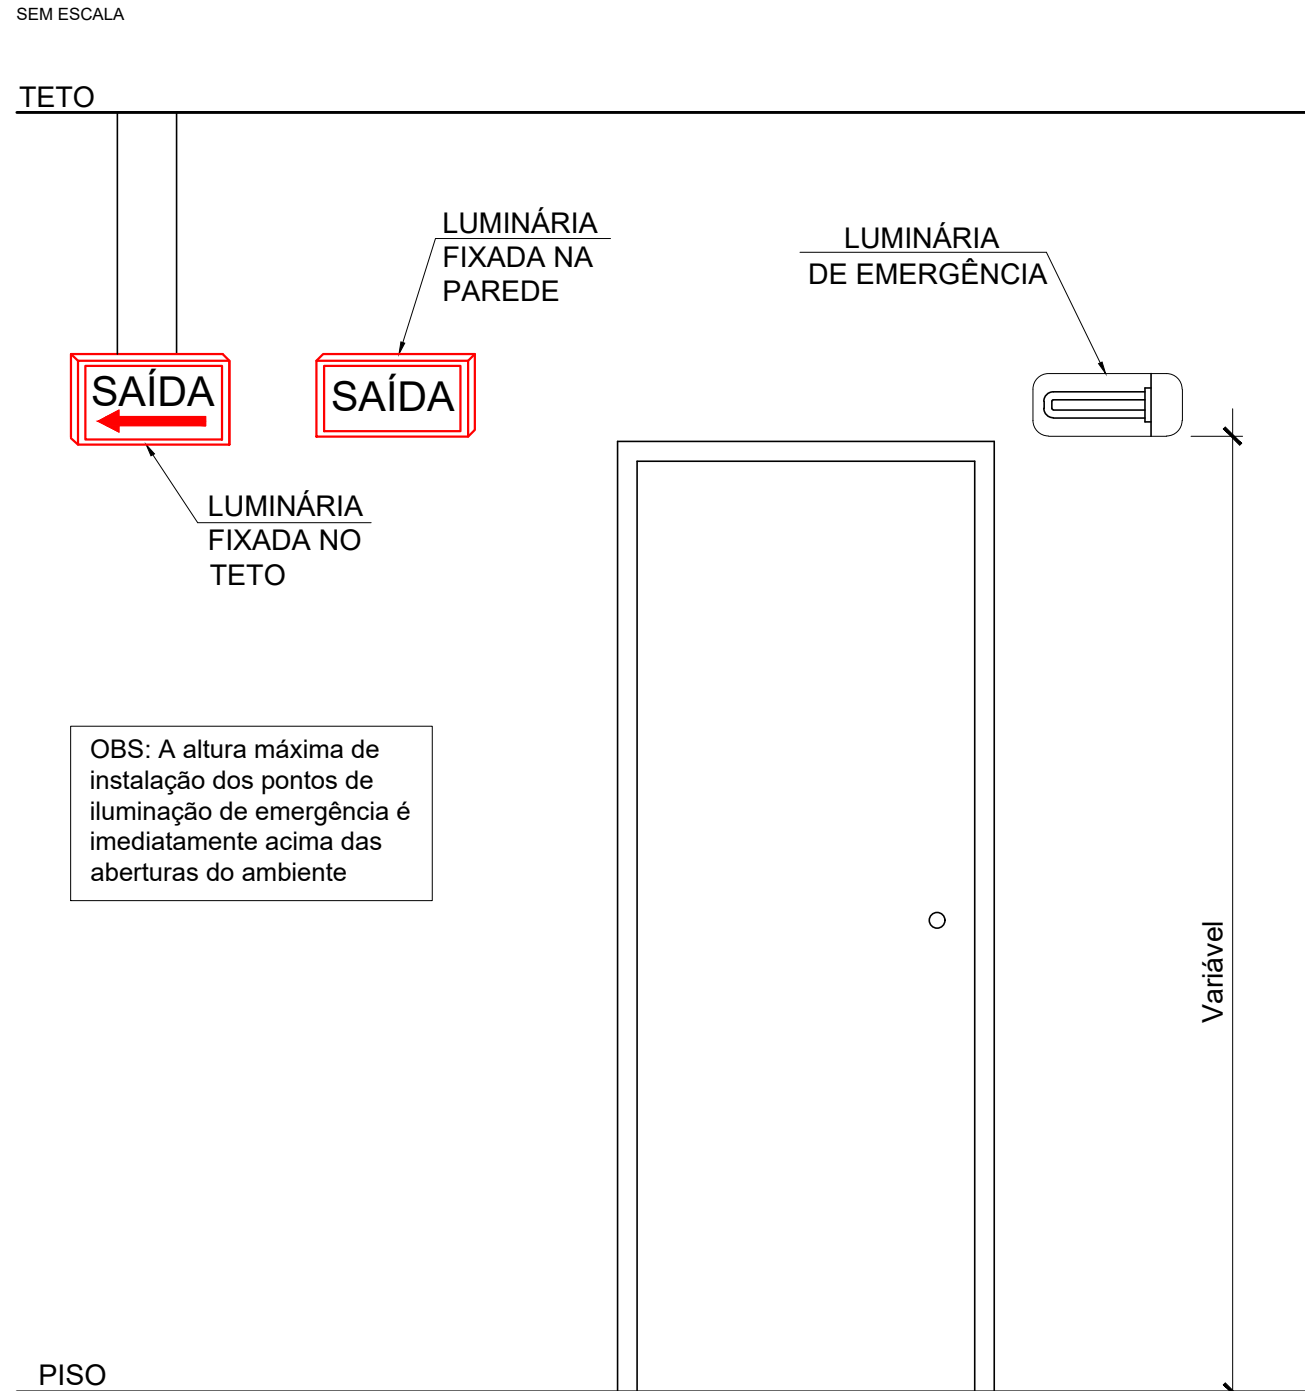 SEM ESCALA
TETO
LUMINÁRIA
FIXADA NA
PAREDE
LUMINÁRIA
DE EMERGÊNCIA
SAÍDA
SAÍDA
LUMINÁRIA
FIXADA NO
TETO
OBS: A altura máxima de
instalação dos pontos de
iluminação de emergência é
imediatamente acima das
aberturas do ambiente
Variável
PISO